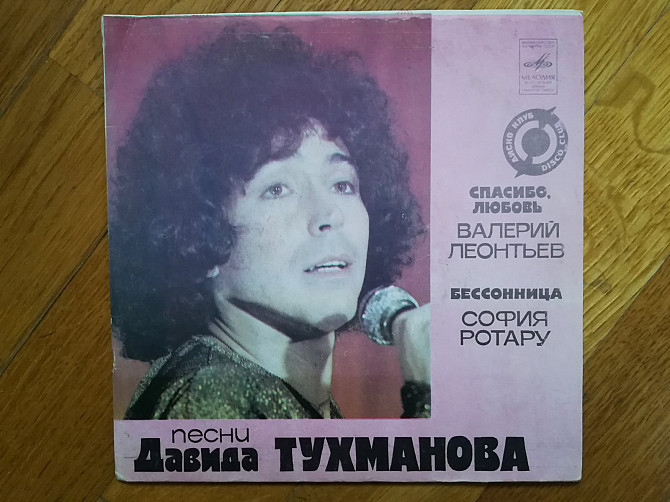 МЕЛОДИЯ
ДИСКО КЛУБ
DISCO CLUB
СПАСИБО,
ЛЮБОВЬ
ВАЛЕРИЙ
ЛЕОНТЬЕВ
БЕССОННИЦА
СОФИЯ
РОТАРУ
песни
Давида ТУХМАНОВА